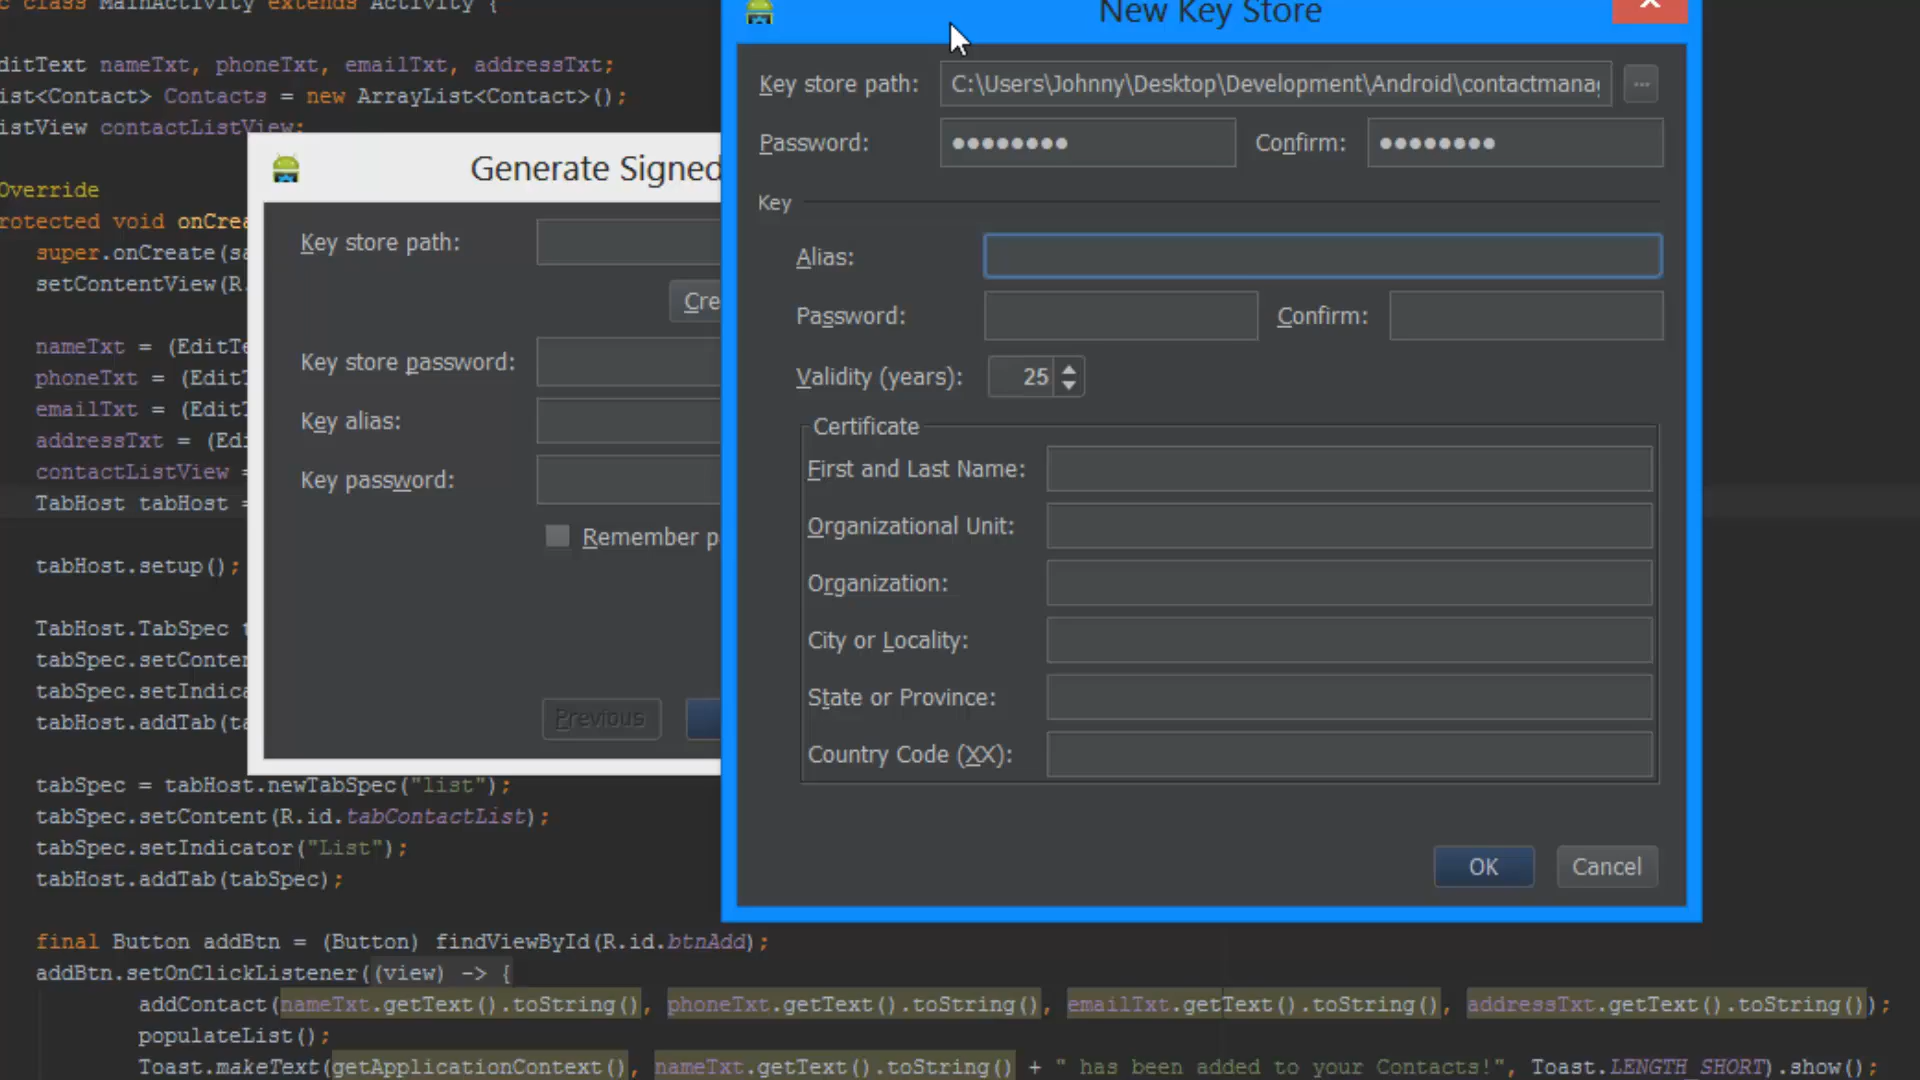 c class MainActivity extends Activity {
ditText nameTxt, phoneTxt, emailTxt, addressTxt;
ist<Contact> Contacts = new ArrayList<Contact>();
istView contactListView;
Override
rotected void onCrea
super.onCreate(sa
setContentView(R.
nameTxt = (EditTe
phoneTxt = (EditT
emailTxt = (EditT
addressTxt = (Edi
contactListView =
TabHost tabHost =
tabHost.setup();
TabHost.TabSpec t
tabSpec.setConten
tabSpec.setIndica
tabHost.addTab(ta
tabSpec = tabHost.newTabSpec("list");
tabSpec.setContent(R.id.tabContactList);
tabSpec.setIndicator("List");
tabHost.addTab(tabSpec);
final Button addBtn = (Button) findViewById(R.id.btnAdd);
addBtn.setOnClickListener((view) -> {
addContact(nameTxt.getText().toString(), phoneTxt.getText().toString(), emailTxt.getText().toString(), addressTxt.getText().toString());
populateList();
Toast.makeText(getApplicationContext(), nameTxt.getText().toString() + " has been added to your Contacts!", Toast.LENGTH_SHORT).show();
Generate Signed
Key store path:
Cre
Key store password:
Key alias:
Key password:
Remember p
Previous
New Key Store
Key store path: C:\Users\Johnny\Desktop\Development\Android\contactmanag ...
Password: •••••••• Confirm: ••••••••
Key
Alias:
Password: Confirm:
Validity (years): 25
Certificate
First and Last Name:
Organizational Unit:
Organization:
City or Locality:
State or Province:
Country Code (XX):
OK Cancel